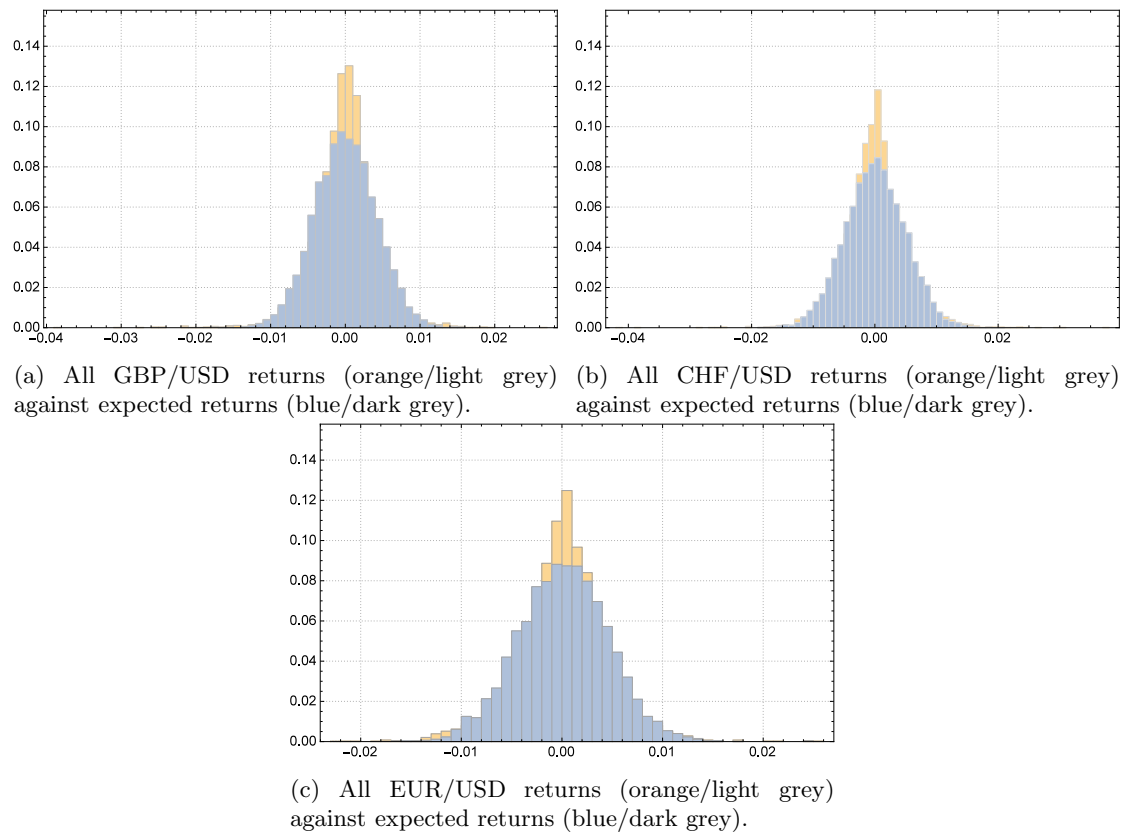 0.14
0.12
0.10
0.08
0.06
0.04
0.02
0.00
−0.04 −0.03 −0.02 −0.01 0.00 0.01 0.02
(a) All GBP/USD returns (orange/light grey)
against expected returns (blue/dark grey).
0.14
0.12
0.10
0.08
0.06
0.04
0.02
0.00
−0.04 −0.02 0.00 0.02
(b) All CHF/USD returns (orange/light grey)
against expected returns (blue/dark grey).
0.14
0.12
0.10
0.08
0.06
0.04
0.02
0.00
−0.02 −0.01 0.00 0.01 0.02
(c) All EUR/USD returns (orange/light grey)
against expected returns (blue/dark grey).